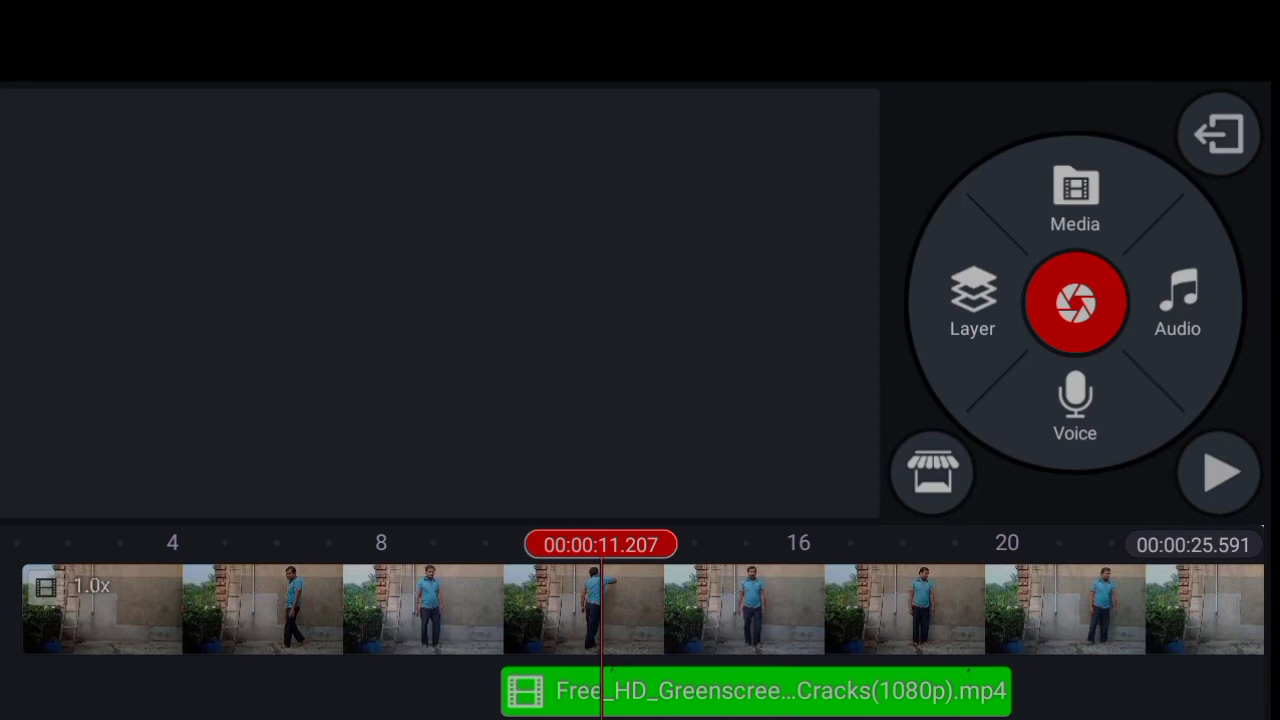 Media
Layer
Audio
Voice
4
8
00:00:11.207
16
20
00:00:25.591
1.0x
Free_HD_Greenscree...Cracks(1080p).mp4